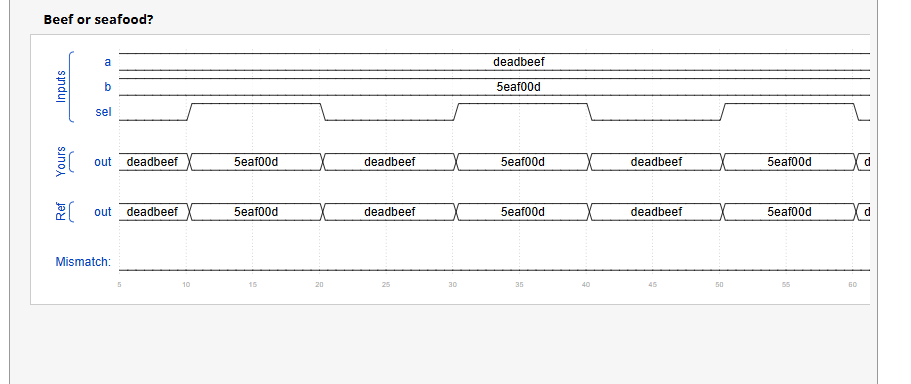 Beef or seafood?
Inputs
a deadbeef
b 5eaf00d
sel
Yours
out deadbeef 5eaf00d deadbeef 5eaf00d deadbeef 5eaf00d d
Ref
out deadbeef 5eaf00d deadbeef 5eaf00d deadbeef 5eaf00d d
Mismatch:
5 10 15 20 25 30 35 40 45 50 55 60